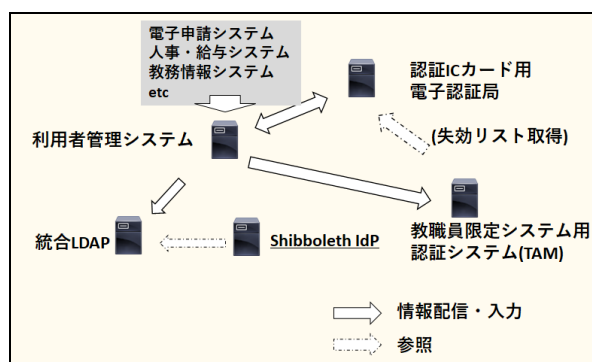 電子申請システム
人事・給与システム
教務情報システム
etc
認証ICカード用
電子認証局
利用者管理システム
(失効リスト取得)
統合LDAP
Shibboleth IdP
教職員限定システム用
認証システム(TAM)
情報配信・入力
参照